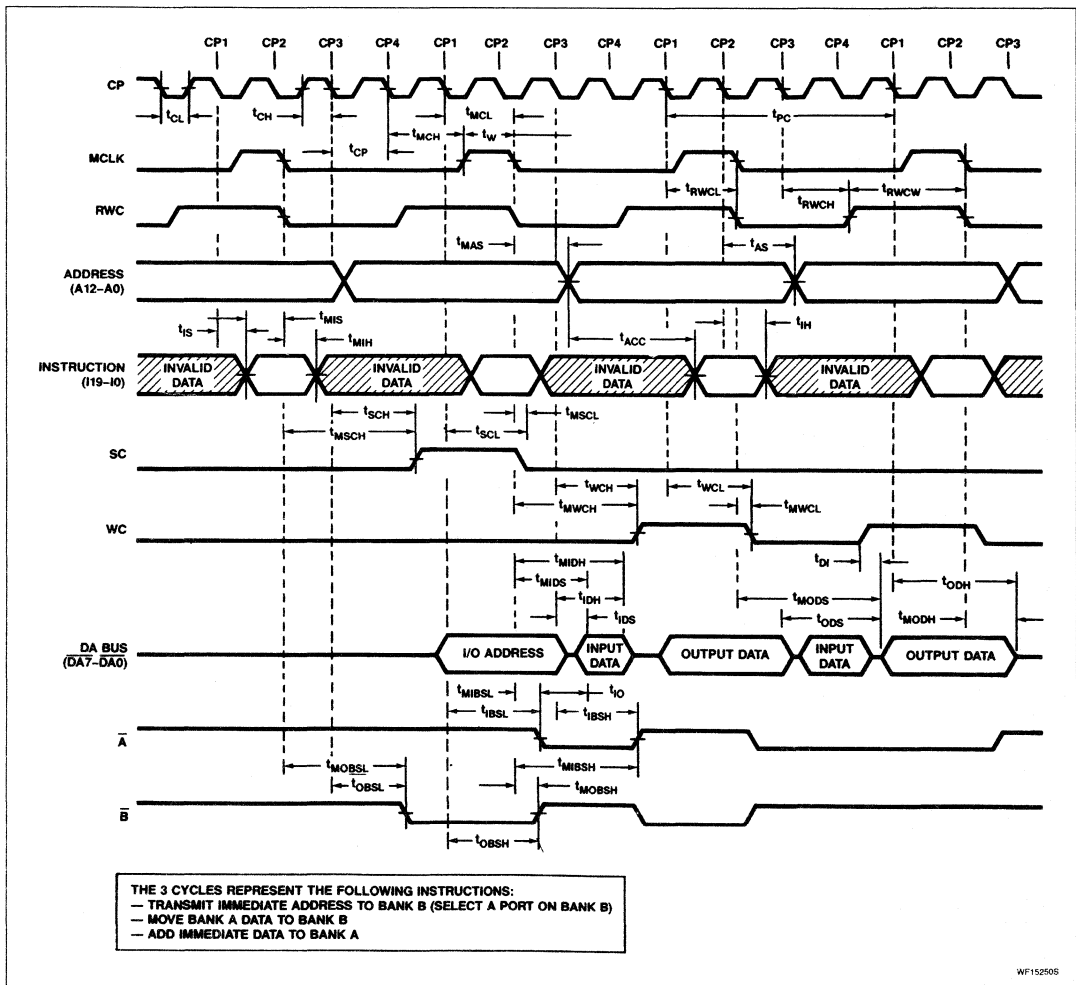 CP1 CP2 CP3 CP4 CP1 CP2 CP3 CP4 CP1 CP2 CP3 CP4 CP1 CP2 CP3
CP
tCL tCH tMCL tPC
tMCH tW
tCP
MCLK
tRWCL tRWCH tRWCW
RWC
tMAS tAS
ADDRESS
(A12–A0)
tIS tMIS tMIH tACC tIH
INSTRUCTION
(I19–I0)
INVALID DATA INVALID DATA INVALID DATA INVALID DATA
tSCH tMSCL
tMSCH tSCL
SC
tWCH tWCL
tMWCH tMWCL
WC
tMIDH tDI
tMIDS tODH
tIDH tMODS
tIDS tODS tMODH
DA BUS
(DA7–DA0)
I/O ADDRESS INPUT DATA OUTPUT DATA INPUT DATA OUTPUT DATA
tMIBSL tIO
tIBSL tIBSH
A
tMOBSL tMIBSH
tOBSL tMOBSH
B
tOBSH
THE 3 CYCLES REPRESENT THE FOLLOWING INSTRUCTIONS:
— TRANSMIT IMMEDIATE ADDRESS TO BANK B (SELECT A PORT ON BANK B)
— MOVE BANK A DATA TO BANK B
— ADD IMMEDIATE DATA TO BANK A
WF15250S